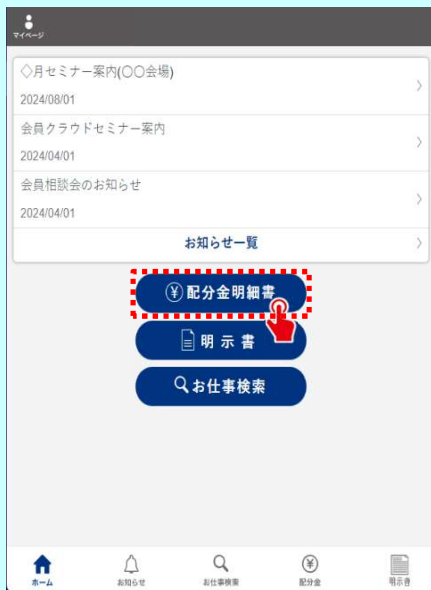 マイページ
◇月セミナー案内(〇〇会場)
2024/08/01
会員クラウドセミナー案内
2024/04/01
会員相談会のお知らせ
2024/04/01
お知らせ一覧
配分金明細書
明示書
お仕事検索
ホーム
お知らせ
お仕事検索
配分金
明示書